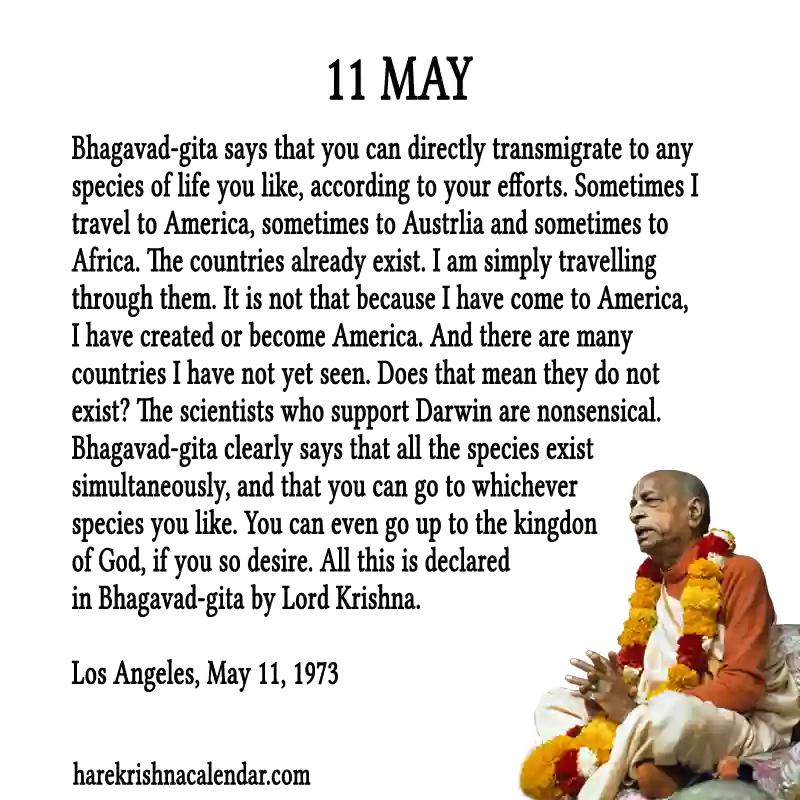 11 MAY
Bhagavad-gita says that you can directly transmigrate to any
species of life you like, according to your efforts. Sometimes I
travel to America, sometimes to Austrlia and sometimes to
Africa. The countries already exist. I am simply travelling
through them. It is not that because I have come to America,
I have created or become America. And there are many
countries I have not yet seen. Does that mean they do not
exist? The scientists who support Darwin are nonsensical.
Bhagavad-gita clearly says that all the species exist
simultaneously, and that you can go to whichever
species you like. You can even go up to the kingdon
of God, if you so desire. All this is declared
in Bhagavad-gita by Lord Krishna.
Los Angeles, May 11, 1973
harekrishnacalendar.com